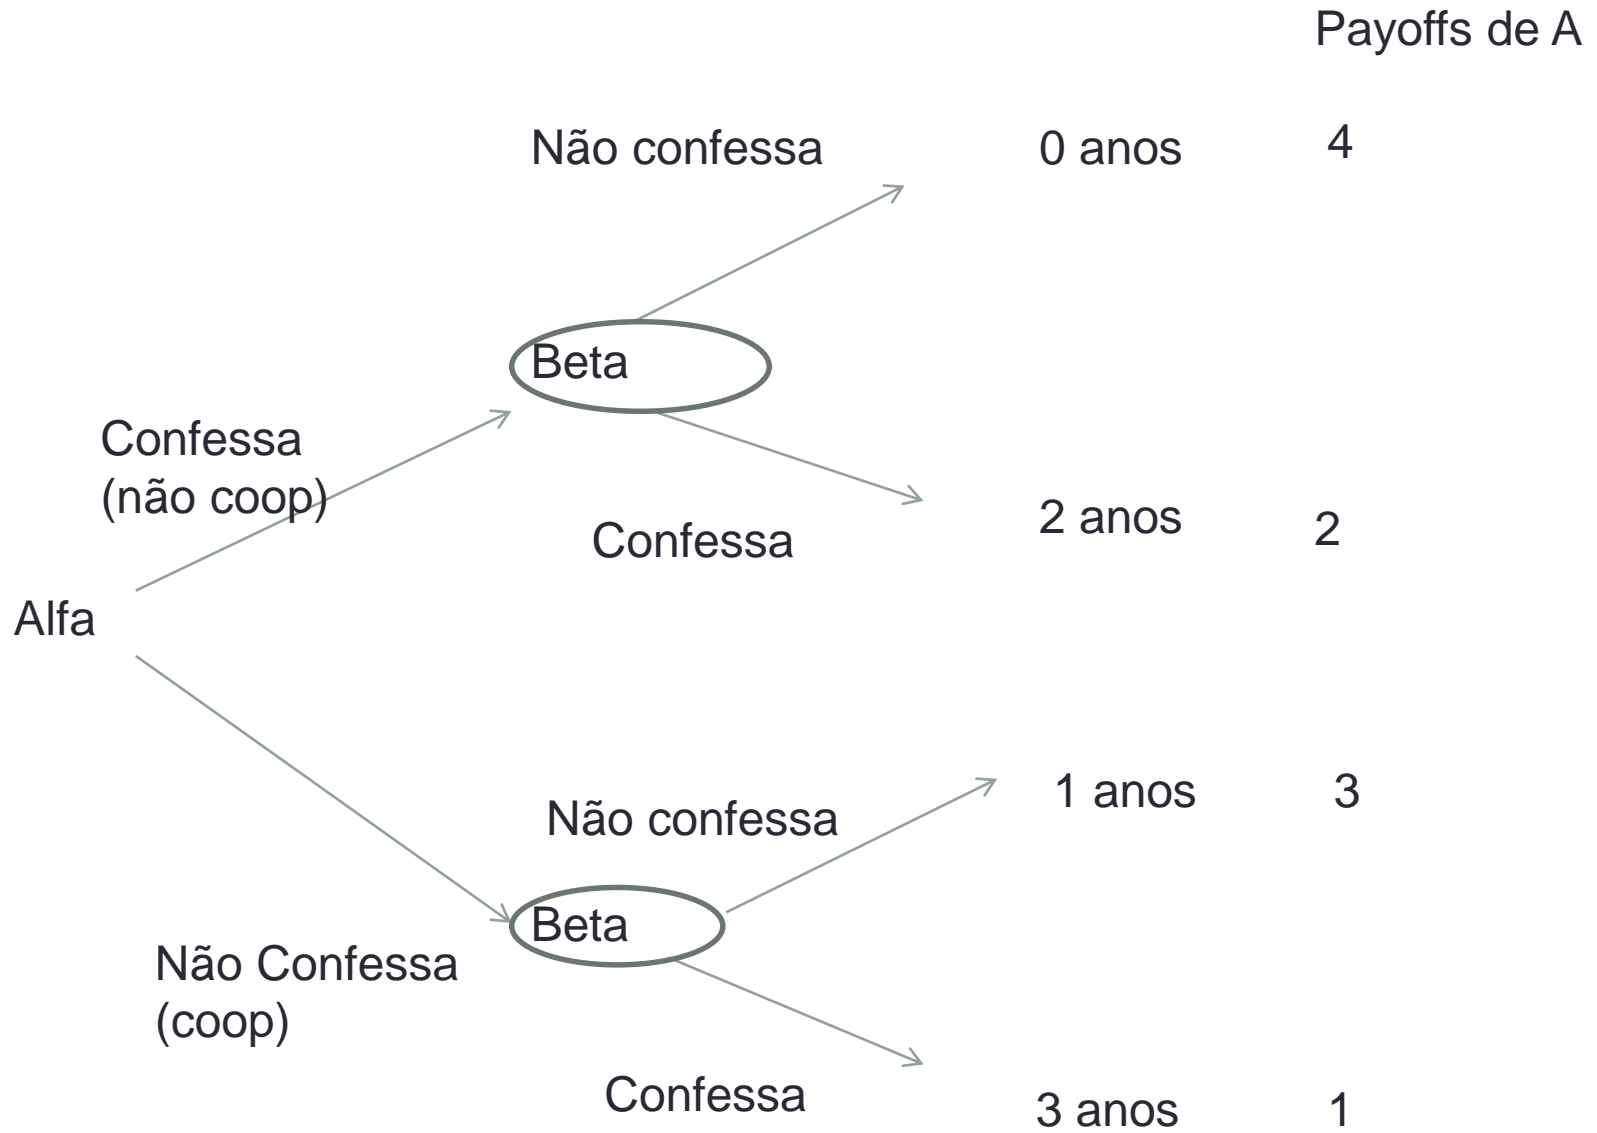 Payoffs de A
Não confessa
0 anos
4
Beta
Confessa
(não coop)
Confessa
2 anos
2
Alfa
Não confessa
1 anos
3
Beta
Não Confessa
(coop)
Confessa
3 anos
1